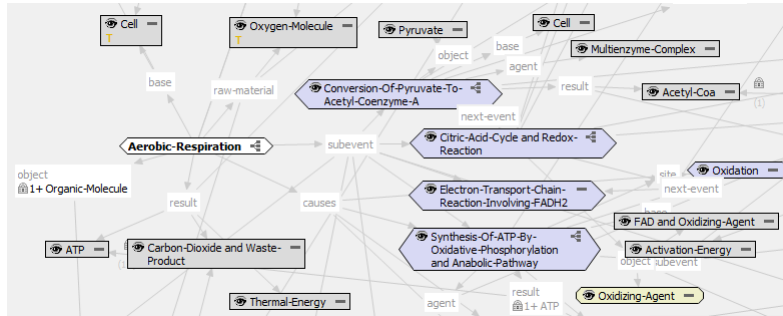 Cell
T
Oxygen-Molecule
T
Pyruvate
Cell
Multienzyme-Complex
object
base
agent
base
raw-material
Conversion-Of-Pyruvate-To-
Acetyl-Coenzyme-A
result
Acetyl-Coa
(1)
next-event
Aerobic-Respiration
subevent
Citric-Acid-Cycle and Redox-
Reaction
object
1+ Organic-Molecule
site
Oxidation
next-event
result
causes
Electron-Transport-Chain-
Reaction-Involving-FADH2
base
FAD and Oxidizing-Agent
ATP
Carbon-Dioxide and Waste-
Product
Synthesis-Of-ATP-By-
Oxidative-Phosphorylation
and Anabolic-Pathway
Activation-Energy
object
subevent
Thermal-Energy
agent
result
1+ ATP
Oxidizing-Agent